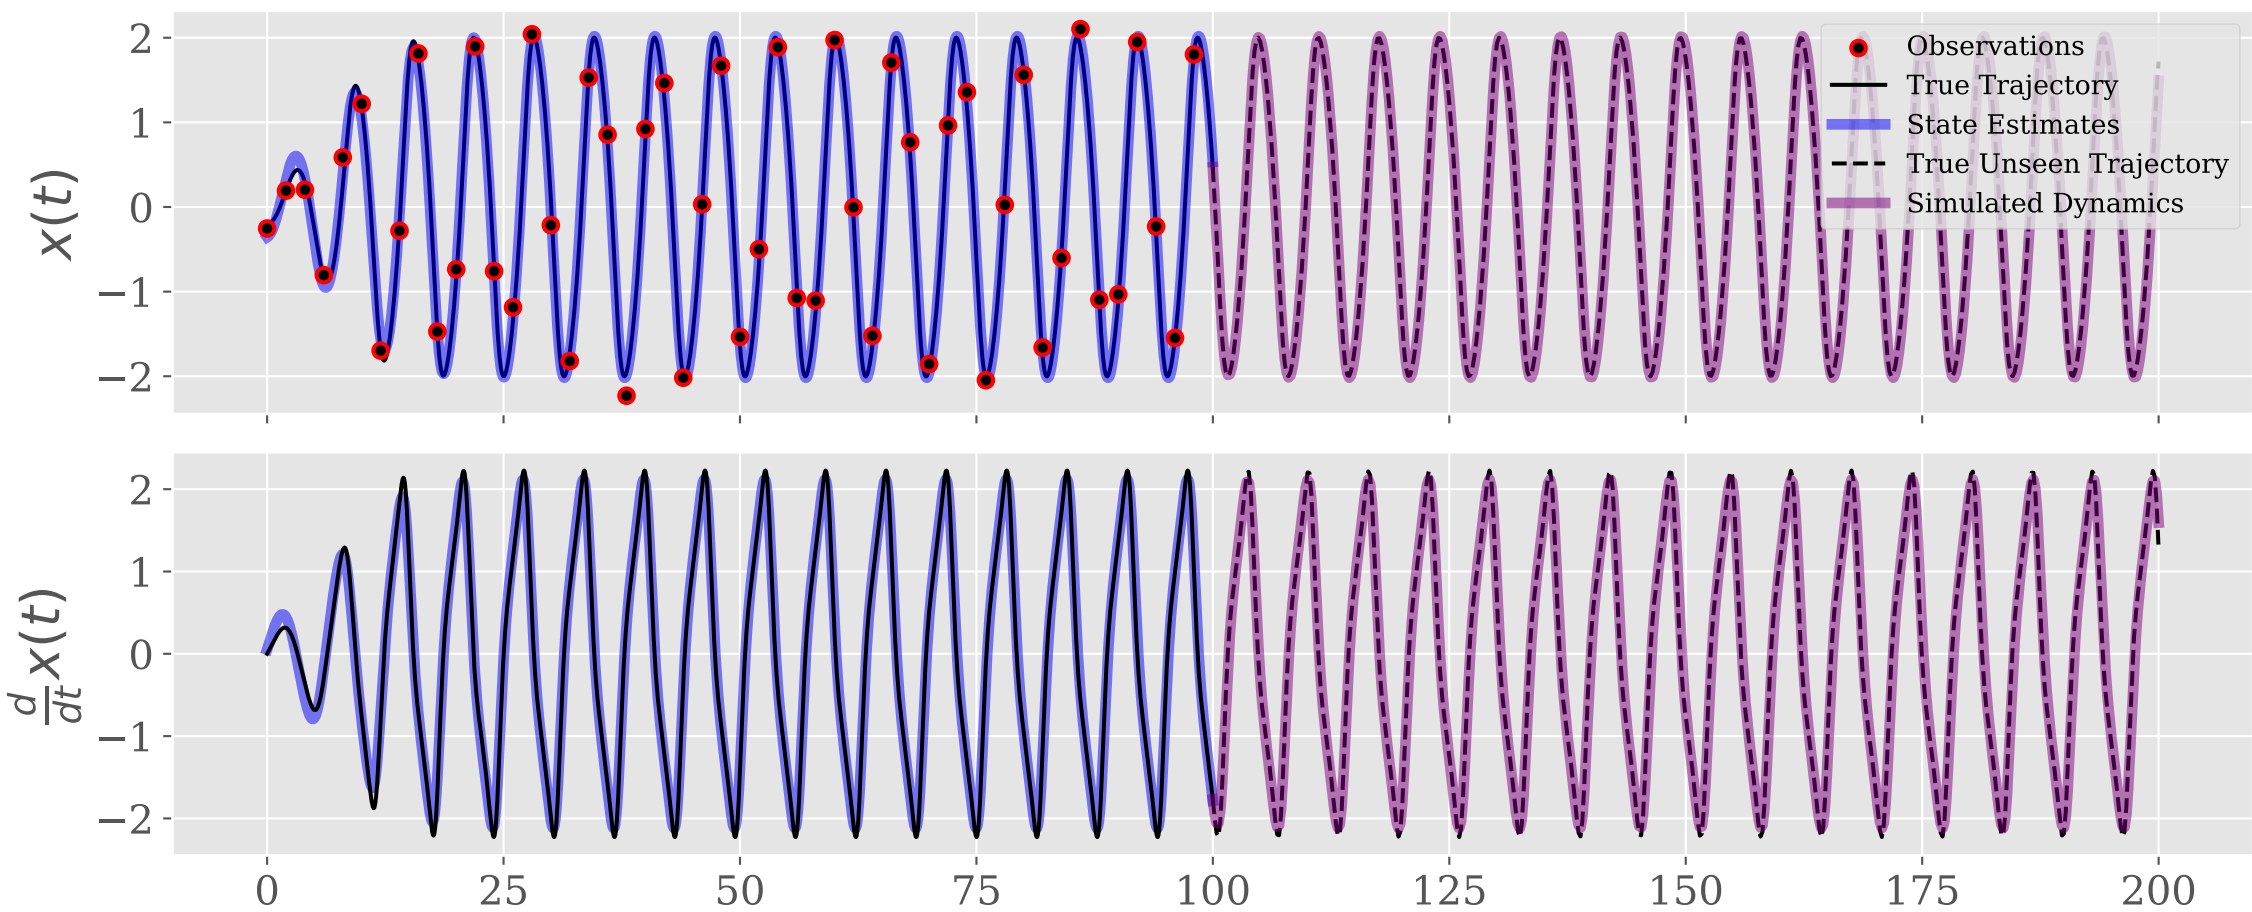 x(t)
2
1
0
−1
−2
Observations
True Trajectory
State Estimates
True Unseen Trajectory
Simulated Dynamics
d/dt x(t)
2
1
0
−1
−2
0 25 50 75 100 125 150 175 200